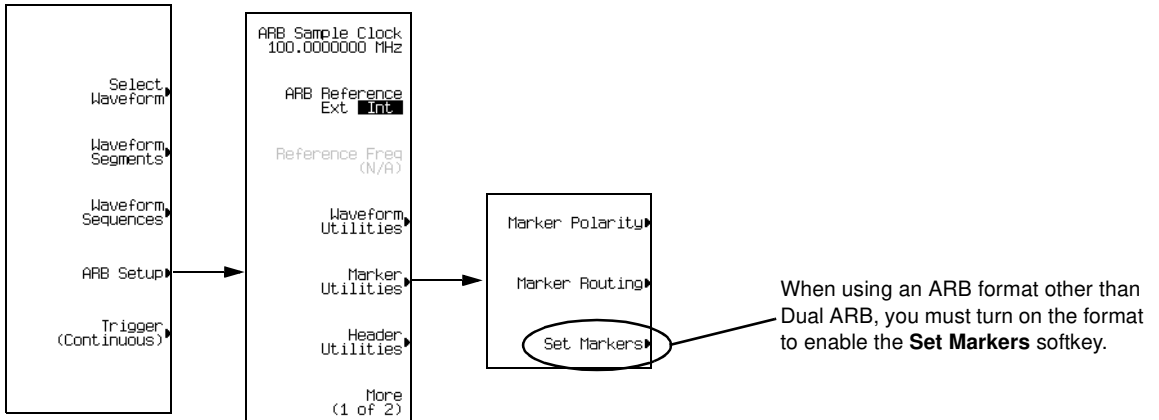 Select
Waveform
Waveform
Segments
Waveform
Sequences
ARB Setup
Trigger
(Continuous)
ARB Sample Clock
100.0000000 MHz
ARB Reference
Ext Int
Reference Freq
(N/A)
Waveform
Utilities
Marker
Utilities
Header
Utilities
More
(1 of 2)
Marker Polarity
Marker Routing
Set Markers
When using an ARB format other than
Dual ARB, you must turn on the format
to enable the Set Markers softkey.